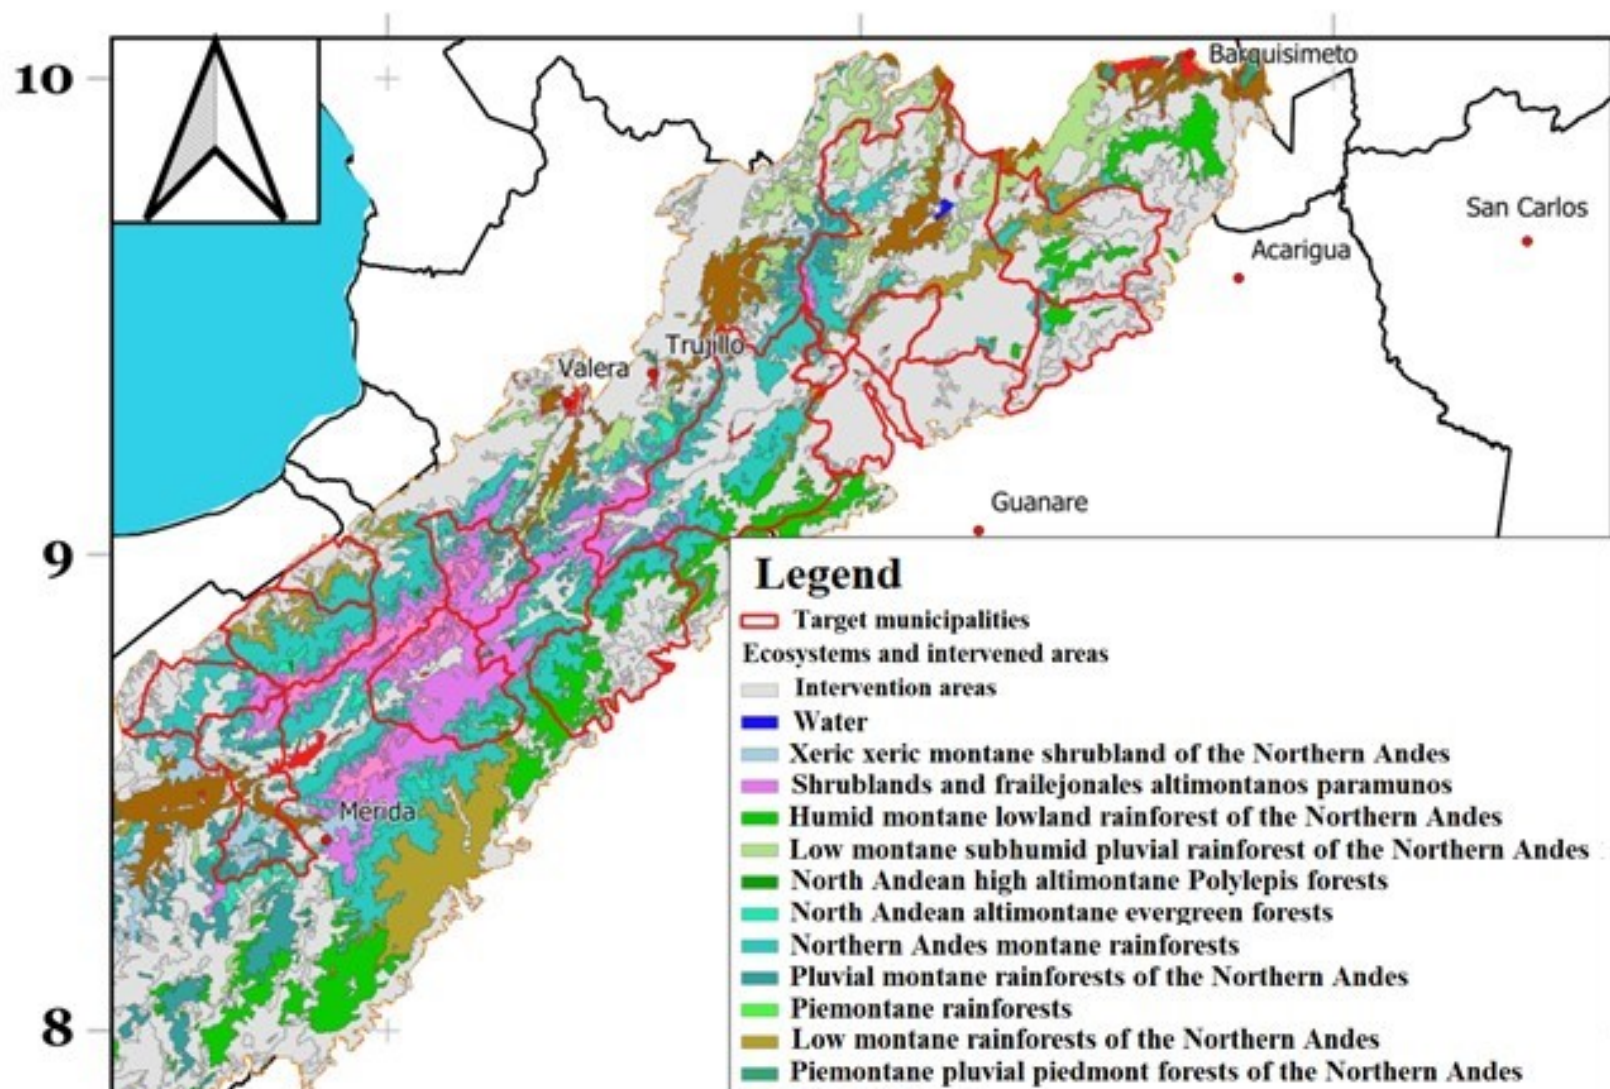 10
Barquisimeto
San Carlos
Acarigua
Trujillo
Valera
Guanare
9
Legend
Target municipalities
Ecosystems and intervened areas
Intervention areas
Water
Xeric xeric montane shrubland of the Northern Andes
Shrublands and frailejonales altimontanos paramunos
Mérida
Humid montane lowland rainforest of the Northern Andes
Low montane subhumid pluvial rainforest of the Northern Andes
North Andean high altimontane Polylepis forests
North Andean altimontane evergreen forests
Northern Andes montane rainforests
Pluvial montane rainforests of the Northern Andes
Piemontane rainforests
8
Low montane rainforests of the Northern Andes
Piemontane pluvial piedmont forests of the Northern Andes